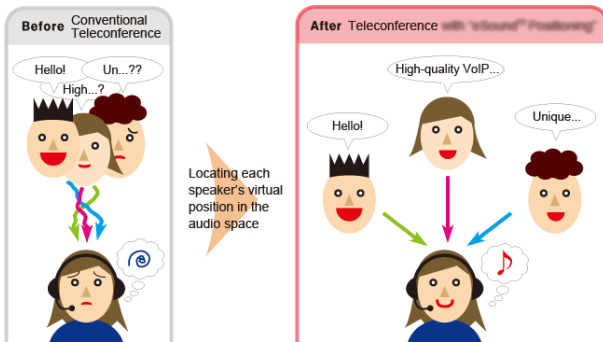 Before Conventional
Teleconference
Hello!
Un...??
High...?
Locating each
speaker's virtual
position in the
audio space
After Teleconference
High-quality VoIP...
Hello!
Unique...